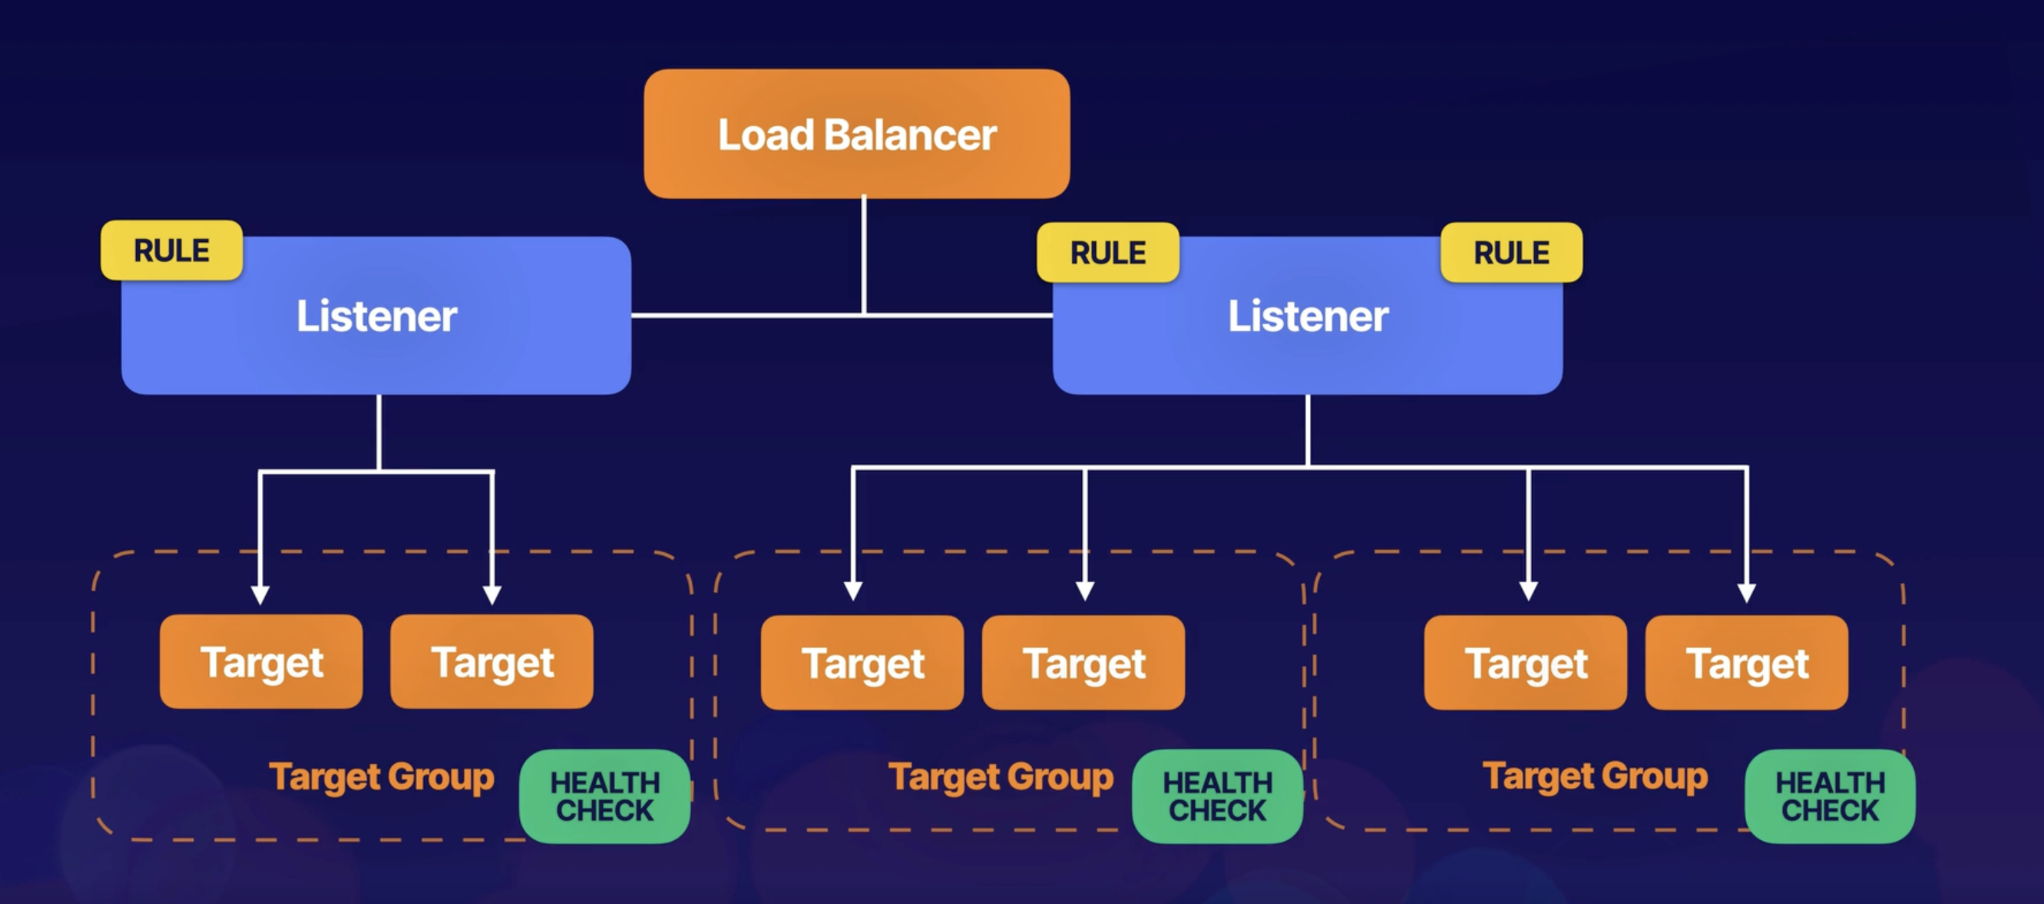 Load Balancer
RULE
RULE
RULE
Listener
Listener
Target
Target
Target
Target
Target
Target
Target Group
HEALTH
CHECK
Target Group
HEALTH
CHECK
Target Group
HEALTH
CHECK